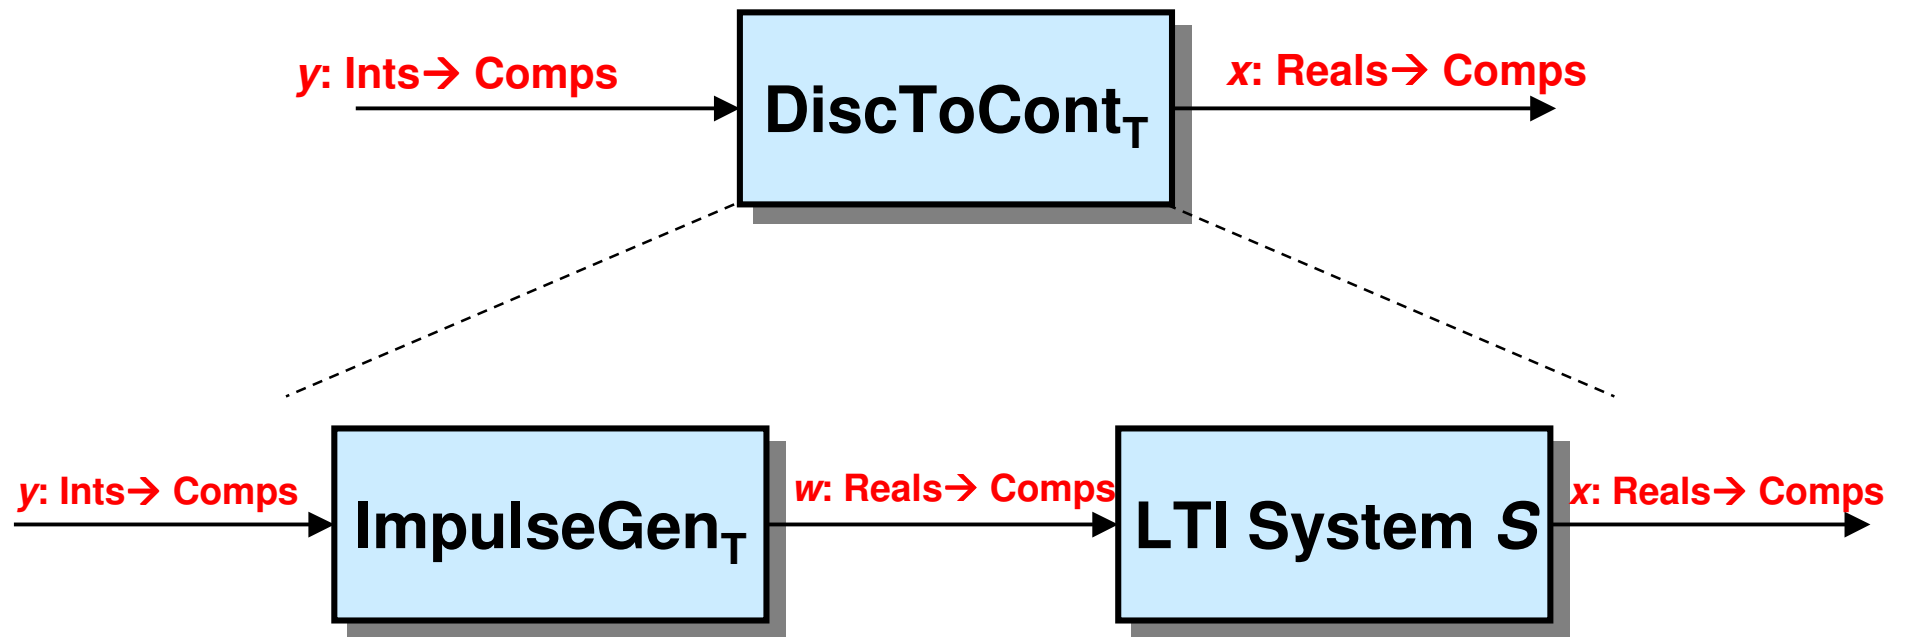 y: Ints→ Comps
DiscToContT
x: Reals→ Comps
y: Ints→ Comps
ImpulseGenT
w: Reals→ Comps
LTI System S
x: Reals→ Comps